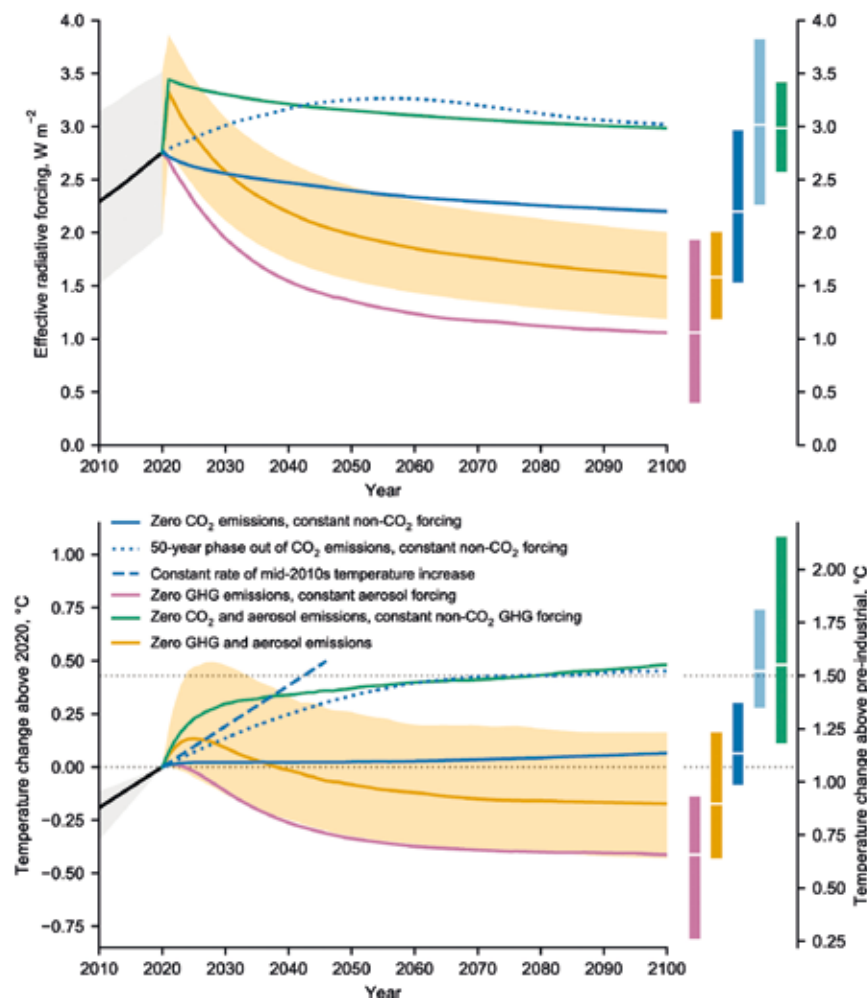 4.0
3.5
3.0
2.5
2.0
1.5
1.0
0.5
0.0
Effective radiative forcing, W m⁻²
2010 2020 2030 2040 2050 2060 2070 2080 2090 2100
Year
4.0
3.5
3.0
2.5
2.0
1.5
1.0
0.5
0.0
Zero CO₂ emissions, constant non-CO₂ forcing
50-year phase out of CO₂ emissions, constant non-CO₂ forcing
Constant rate of mid-2010s temperature increase
Zero GHG emissions, constant aerosol forcing
Zero CO₂ and aerosol emissions, constant non-CO₂ GHG forcing
Zero GHG and aerosol emissions
1.00
0.75
0.50
0.25
0.00
−0.25
−0.50
−0.75
Temperature change above 2020, °C
2010 2020 2030 2040 2050 2060 2070 2080 2090 2100
Year
2.00
1.75
1.50
1.25
1.00
0.75
0.50
0.25
Temperature change above pre-industrial, °C